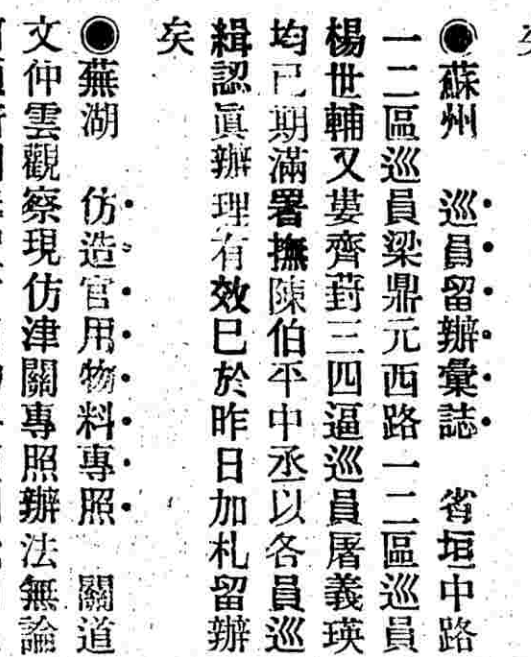 ◉蘇州　巡員留辦彙誌　省垣中路
一二區巡員梁鼎元西路一二區巡員
楊世輔又婁齊葑三四逼巡員屠義瑛
均已期滿署撫陳伯平中丞以各員巡
緝認眞辦理有效巳於昨日加札留辦
矣
◉蕪湖　仿造官用物料專照　關道
文仲雲觀察現仿津關專照辦法無論